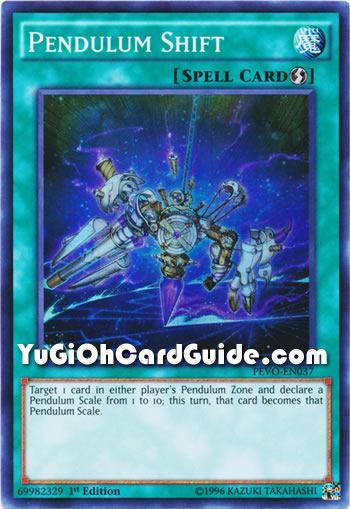 PENDULUM SHIFT
魔
[SPELL CARD]
YuGiOhCardGuide.com
PEVO-EN037
Target 1 card in either player's Pendulum Zone and declare
a Pendulum Scale from 1 to 10; this turn, that card becomes that
Pendulum Scale.
69982329 1st Edition ©1996 KAZUKI TAKAHASHI